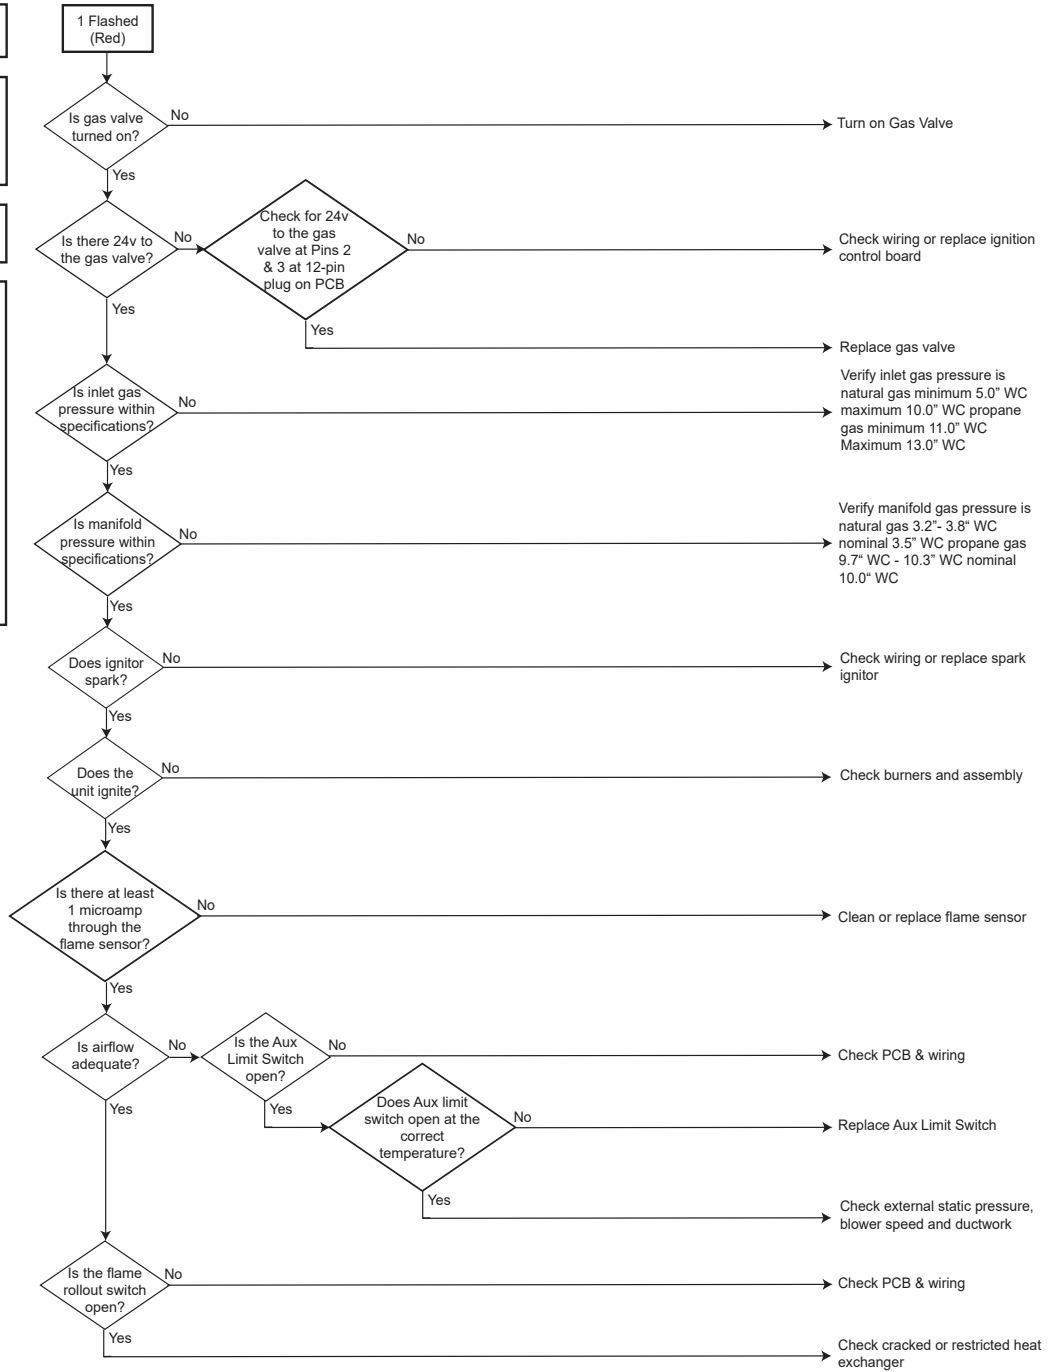 1 Flashed
(Red)
Is gas valve
turned on?
No
Turn on Gas Valve
Yes
Is there 24v to
the gas valve?
No
Check for 24v
to the gas
valve at Pins 2
& 3 at 12-pin
plug on PCB
No
Check wiring or replace ignition
control board
Yes
Yes
Replace gas valve
Is inlet gas
pressure within
specifications?
No
Verify inlet gas pressure is
natural gas minimum 5.0” WC
maximum 10.0” WC propane
gas minimum 11.0” WC
Maximum 13.0” WC
Yes
Is manifold
pressure within
specifications?
No
Verify manifold gas pressure is
natural gas 3.2”- 3.8“ WC
nominal 3.5” WC propane gas
9.7“ WC - 10.3” WC nominal
10.0“ WC
Yes
Does ignitor
spark?
No
Check wiring or replace spark
ignitor
Yes
Does the
unit ignite?
No
Check burners and assembly
Yes
Is there at least
1 microamp
through the
flame sensor?
No
Clean or replace flame sensor
Yes
Is airflow
adequate?
No
Is the Aux
Limit Switch
open?
No
Check PCB & wiring
Yes
Yes
Does Aux limit
switch open at the
correct
temperature?
No
Replace Aux Limit Switch
Yes
Check external static pressure,
blower speed and ductwork
Is the flame
rollout switch
open?
No
Check PCB & wiring
Yes
Check cracked or restricted heat
exchanger